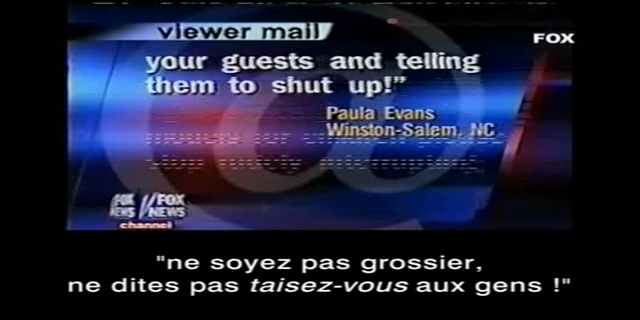 viewer mail
FOX
your guests and telling
them to shut up!"
Paula Evans
Winston-Salem, NC
FOX NEWS FOX NEWS
channel
"ne soyez pas grossier,
ne dites pas taisez-vous aux gens !"